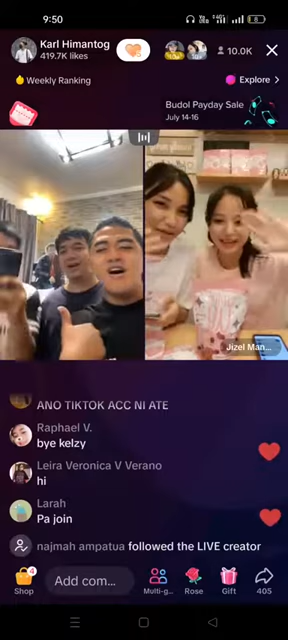 9:50
Karl Himantog
419.7K likes
10.0K
Weekly Ranking
Explore >
Budol Payday Sale
July 14-16
Jizel Man...
ANO TIKTOK ACC NI ATE
Raphael V.
bye kelzy
Leira Veronica V Verano
hi
Larah
Pa join
najmah ampatua followed the LIVE creator
4
Add com...
Shop
Multi-g...
Rose
Gift
405